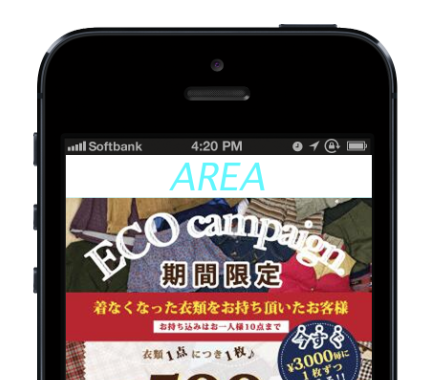 Softbank 4:20 PM
AREA
ECO campaign
期間限定
着なくなった衣類をお持ち頂いたお客様
お持ち込みはお一人様10点まで
衣類1点につき1枚♪
今すぐ
¥3,000毎に
1枚ずつ